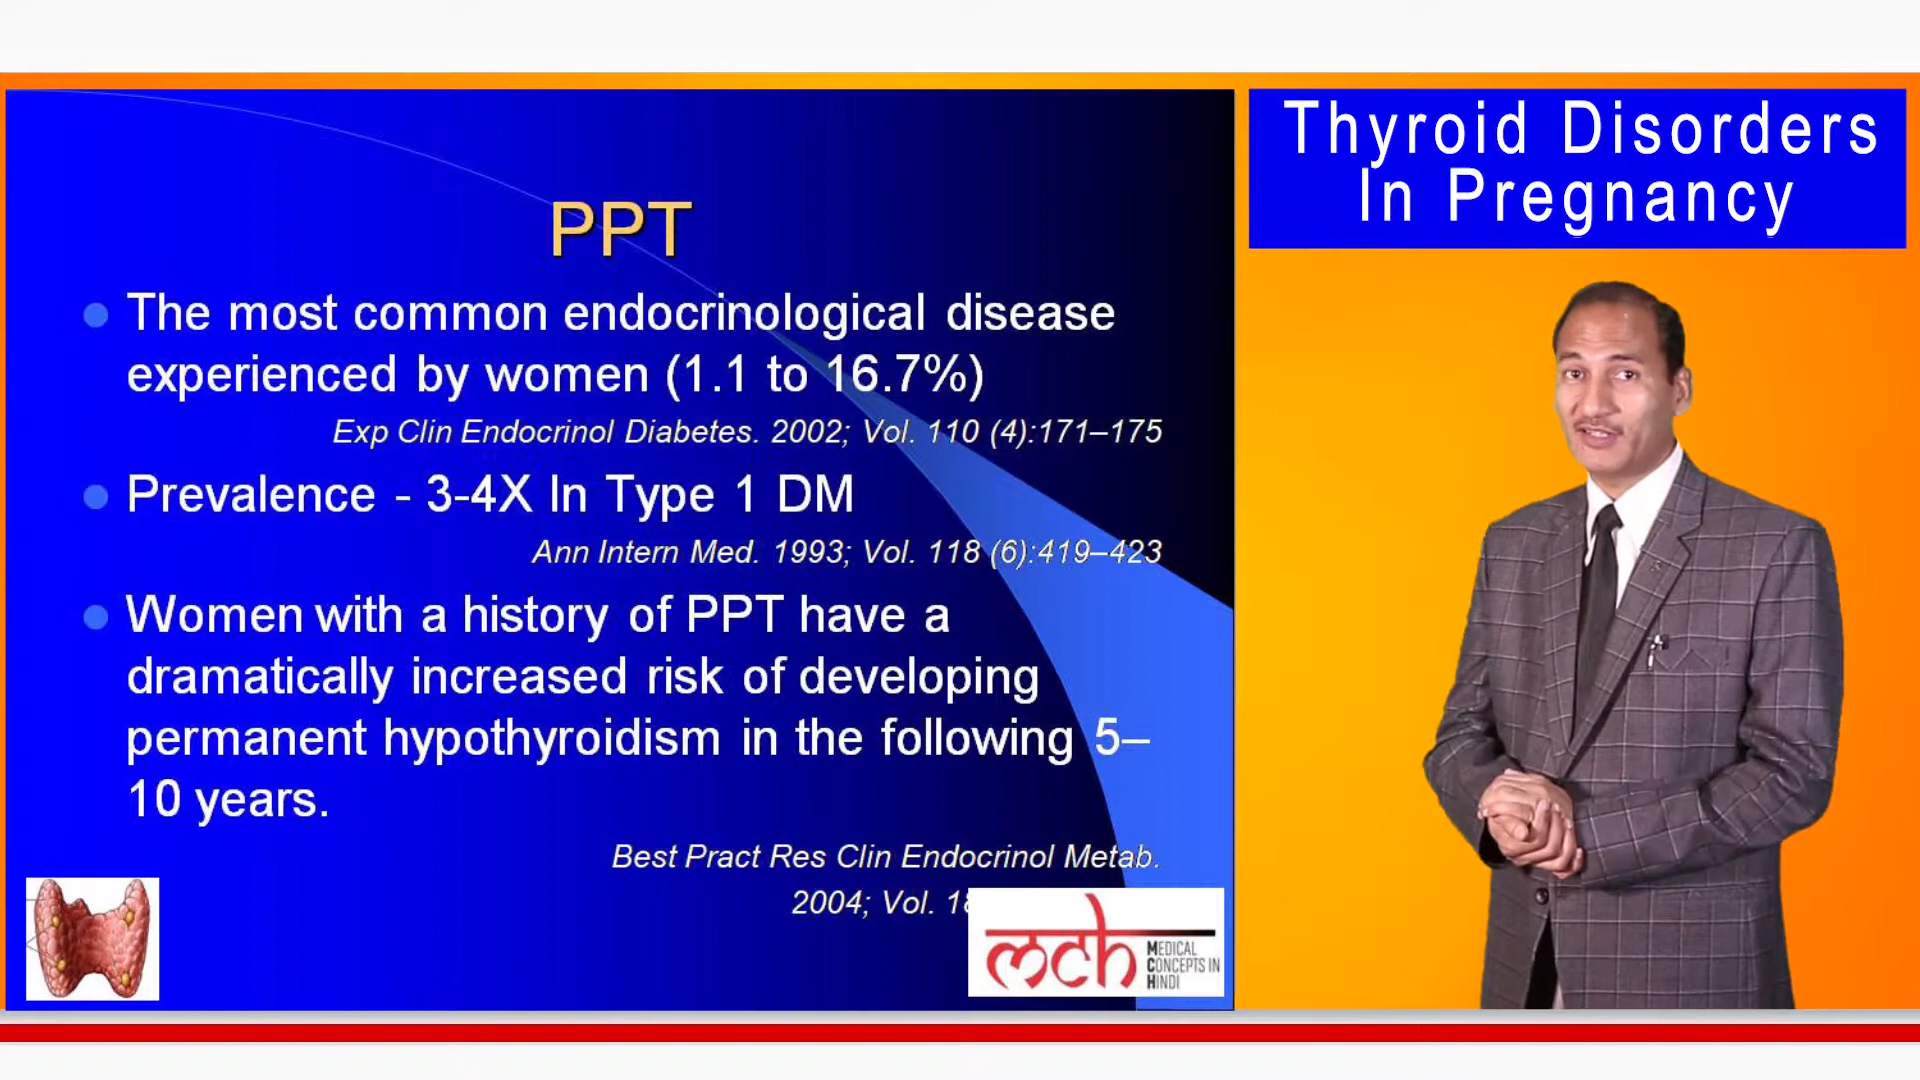 Thyroid Disorders
In Pregnancy
PPT
The most common endocrinological disease
experienced by women (1.1 to 16.7%)
Exp Clin Endocrinol Diabetes. 2002; Vol. 110 (4):171–175
Prevalence - 3-4X In Type 1 DM
Ann Intern Med. 1993; Vol. 118 (6):419–423
Women with a history of PPT have a
dramatically increased risk of developing
permanent hypothyroidism in the following 5–
10 years.
Best Pract Res Clin Endocrinol Metab.
2004; Vol.
mch
MEDICAL
CONCEPTS IN
HINDI